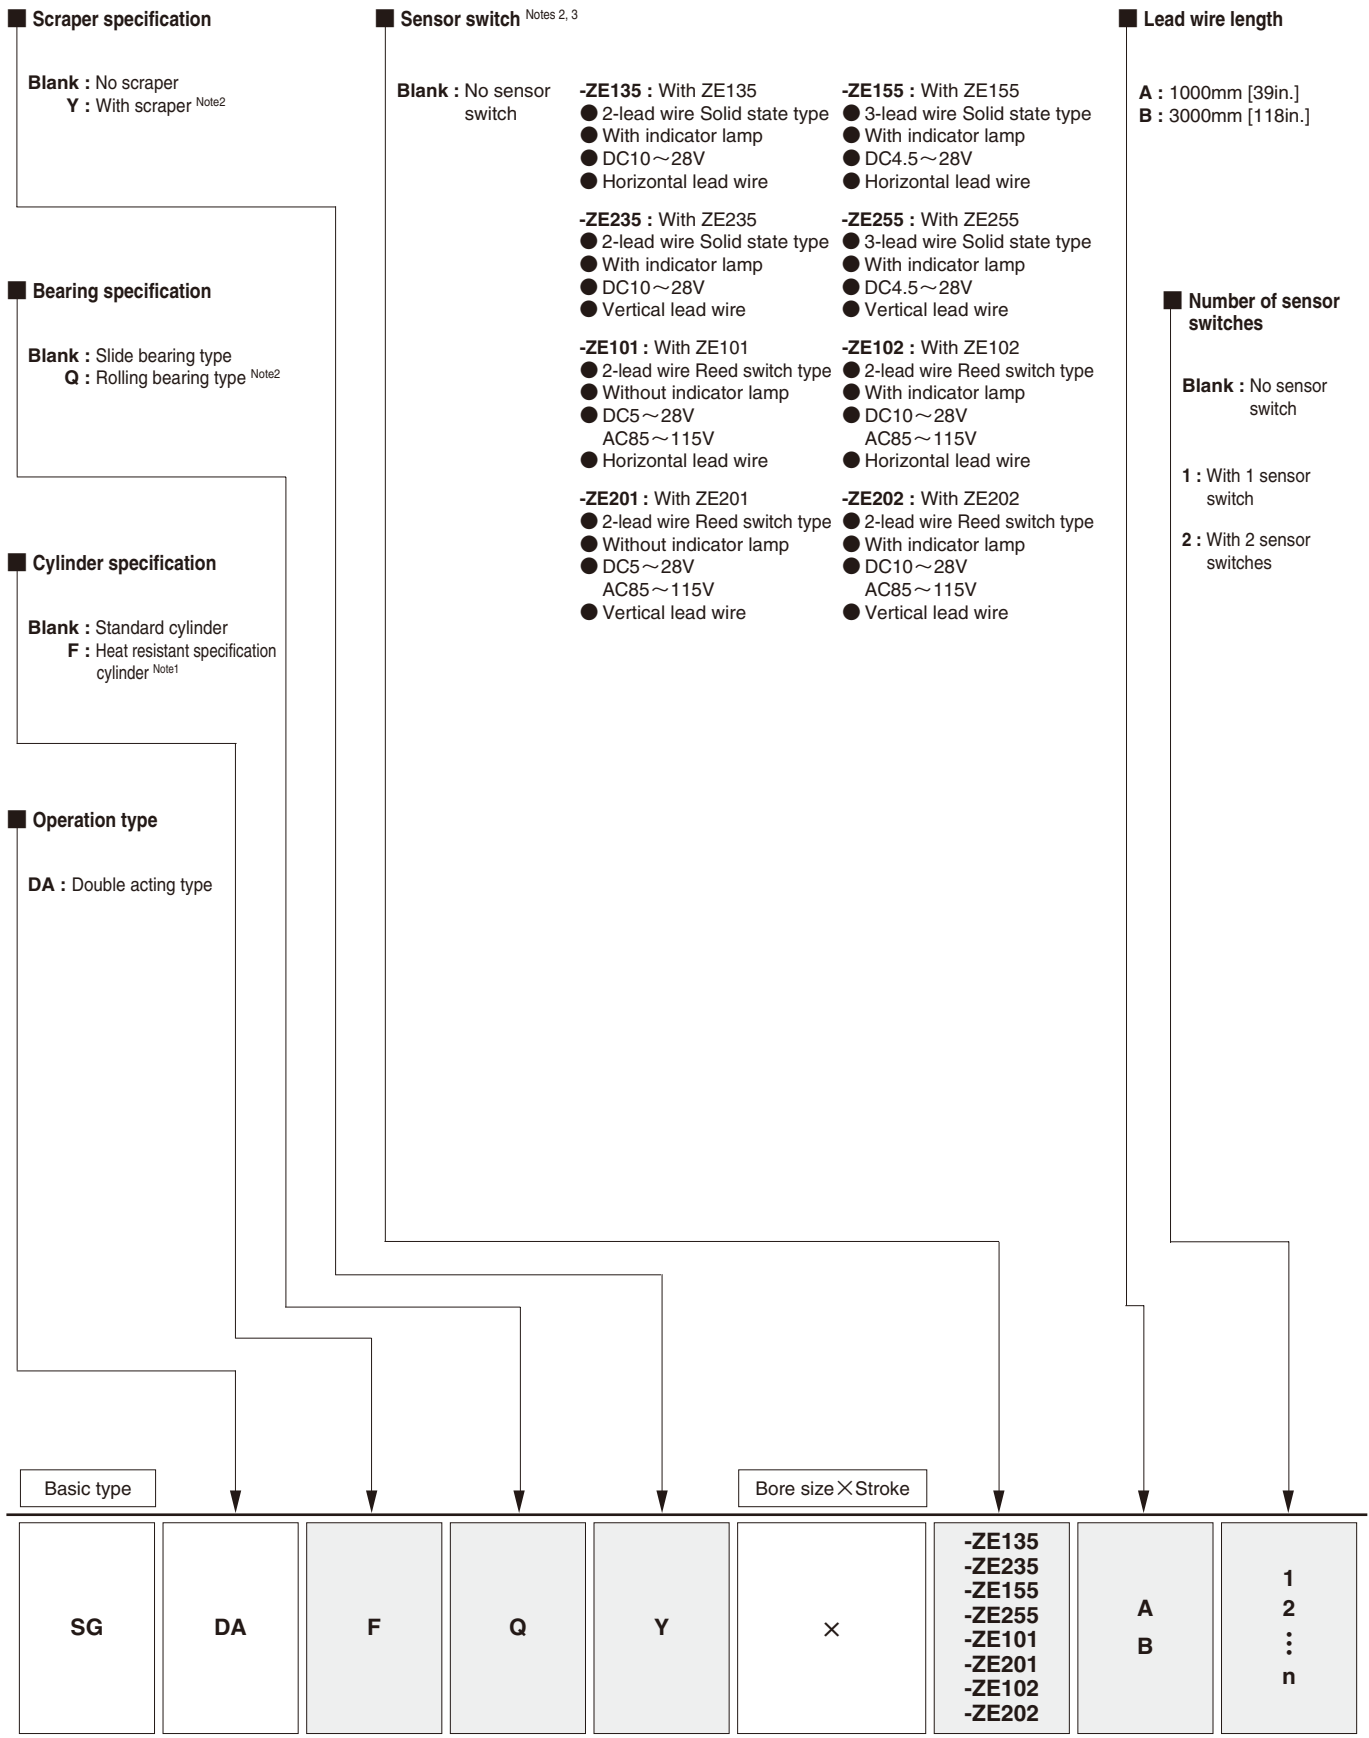 ■ Scraper specification
Blank : No scraper
Y : With scraper Note2
■ Bearing specification
Blank : Slide bearing type
Q : Rolling bearing type Note2
■ Cylinder specification
Blank : Standard cylinder
F : Heat resistant specification
cylinder Note1
■ Operation type
DA : Double acting type
■ Sensor switch Notes 2, 3
Blank : No sensor
switch
-ZE135 : With ZE135
● 2-lead wire Solid state type
● With indicator lamp
● DC10～28V
● Horizontal lead wire
-ZE235 : With ZE235
● 2-lead wire Solid state type
● With indicator lamp
● DC10～28V
● Vertical lead wire
-ZE101 : With ZE101
● 2-lead wire Reed switch type
● Without indicator lamp
● DC5～28V
AC85～115V
● Horizontal lead wire
-ZE201 : With ZE201
● 2-lead wire Reed switch type
● Without indicator lamp
● DC5～28V
AC85～115V
● Vertical lead wire
-ZE155 : With ZE155
● 3-lead wire Solid state type
● With indicator lamp
● DC4.5～28V
● Horizontal lead wire
-ZE255 : With ZE255
● 3-lead wire Solid state type
● With indicator lamp
● DC4.5～28V
● Vertical lead wire
-ZE102 : With ZE102
● 2-lead wire Reed switch type
● With indicator lamp
● DC10～28V
AC85～115V
● Horizontal lead wire
-ZE202 : With ZE202
● 2-lead wire Reed switch type
● With indicator lamp
● DC10～28V
AC85～115V
● Vertical lead wire
■ Lead wire length
A : 1000mm [39in.]
B : 3000mm [118in.]
■ Number of sensor
switches
Blank : No sensor
switch
1 : With 1 sensor
switch
2 : With 2 sensor
switches
Basic type
Bore size×Stroke
SG
DA
F
Q
Y
×
-ZE135
-ZE235
-ZE155
-ZE255
-ZE101
-ZE201
-ZE102
-ZE202
A
B
1
2
⋮
n